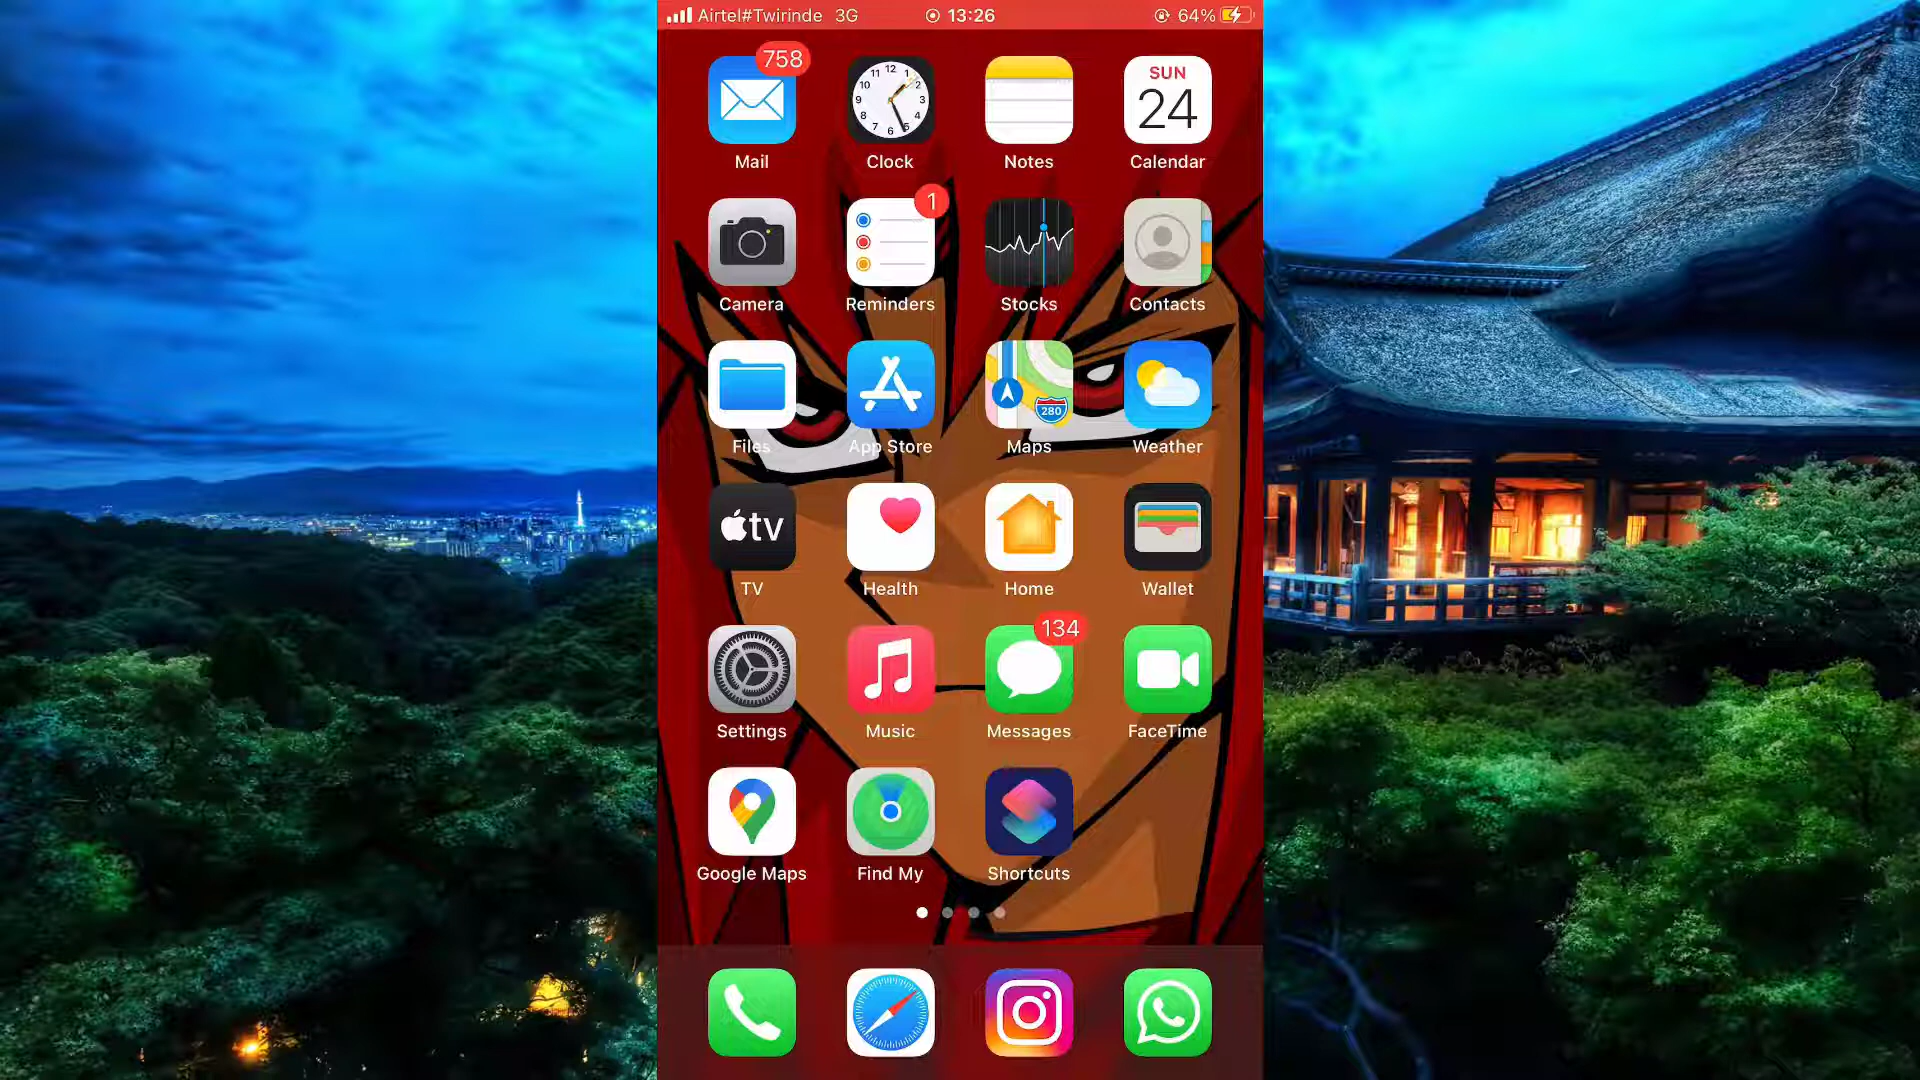 Airtel#Twirinde 3G 13:26 64%
758 SUN
24
Mail Clock Notes Calendar
1
Camera Reminders Stocks Contacts
280
Files App Store Maps Weather
tv
TV Health Home Wallet
134
Settings Music Messages FaceTime
Google Maps Find My Shortcuts